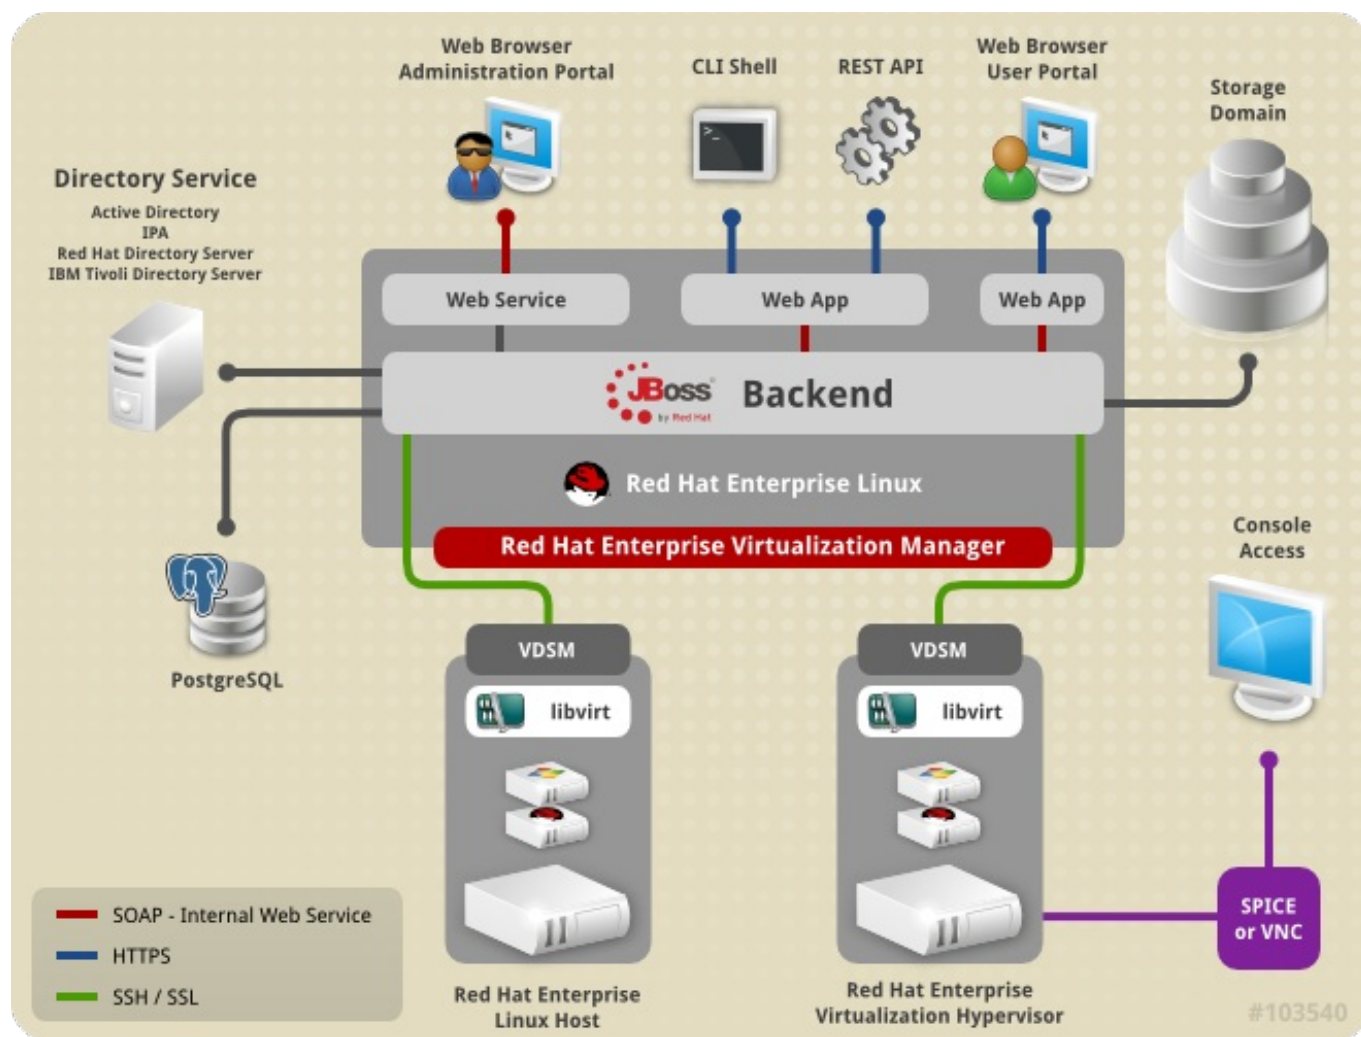 Web Browser
Administration Portal
CLI Shell
REST API
Web Browser
User Portal
Storage
Domain
Directory Service
Active Directory
IPA
Red Hat Directory Server
IBM Tivoli Directory Server
Web Service
Web App
Web App
JBoss
by Red Hat
Backend
Red Hat Enterprise Linux
Red Hat Enterprise Virtualization Manager
Console
Access
PostgreSQL
VDSM
libvirt
VDSM
libvirt
SPICE
or VNC
SOAP - Internal Web Service
HTTPS
SSH / SSL
Red Hat Enterprise
Linux Host
Red Hat Enterprise
Virtualization Hypervisor
#103540